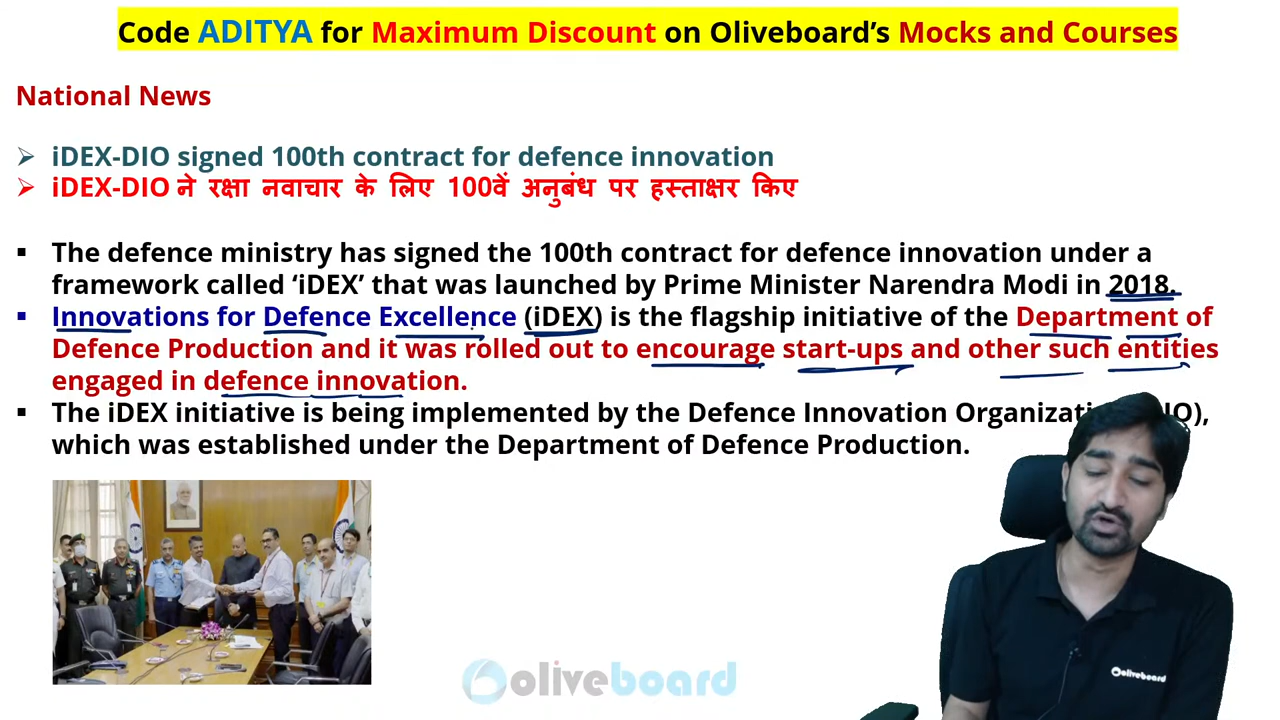 Code ADITYA for Maximum Discount on Oliveboard’s Mocks and Courses
National News
iDEX-DIO signed 100th contract for defence innovation
iDEX-DIO ने रक्षा नवाचार के लिए 100वें अनुबंध पर हस्ताक्षर किए
The defence ministry has signed the 100th contract for defence innovation under a
framework called ‘iDEX’ that was launched by Prime Minister Narendra Modi in 2018.
Innovations for Defence Excellence (iDEX) is the flagship initiative of the Department of
Defence Production and it was rolled out to encourage start-ups and other such entities
engaged in defence innovation.
The iDEX initiative is being implemented by the Defence Innovation
which was established under the Department of Defence Production.
oliveboard
oliveboard